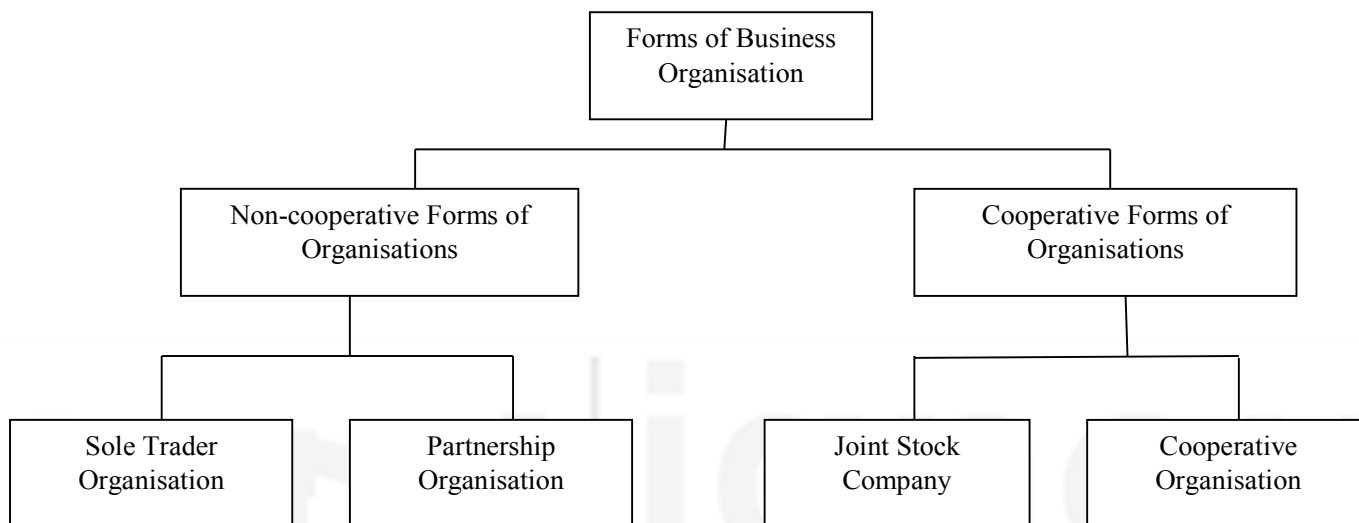 Forms of Business
Organisation
Non-cooperative Forms of
Organisations
Cooperative Forms of
Organisations
Sole Trader
Organisation
Partnership
Organisation
Joint Stock
Company
Cooperative
Organisation